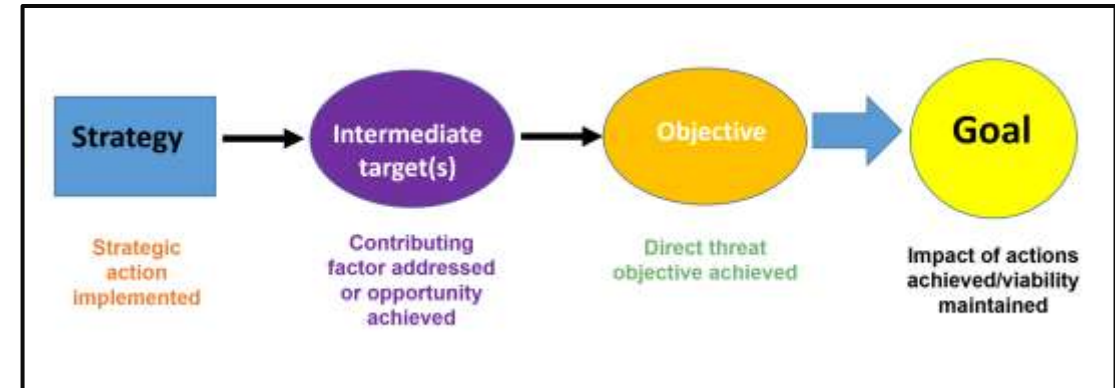 Strategy
Intermediate
target(s)
Objective
Goal
Strategic
action
implemented
Contributing
factor addressed
or opportunity
achieved
Direct threat
objective achieved
Impact of actions
achieved/viability
maintained